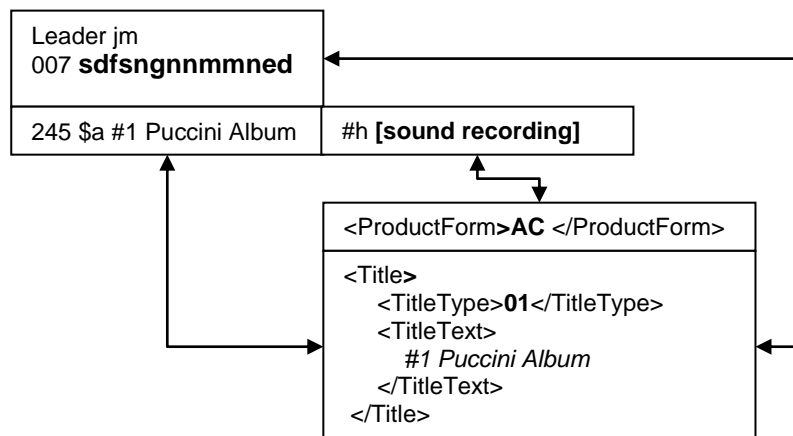 Leader jm
007 sdfsngnnmmned
245 $a #1 Puccini Album
#h [sound recording]
<ProductForm>AC </ProductForm>
<Title>
<TitleType>01</TitleType>
<TitleText>
#1 Puccini Album
</TitleText>
</Title>